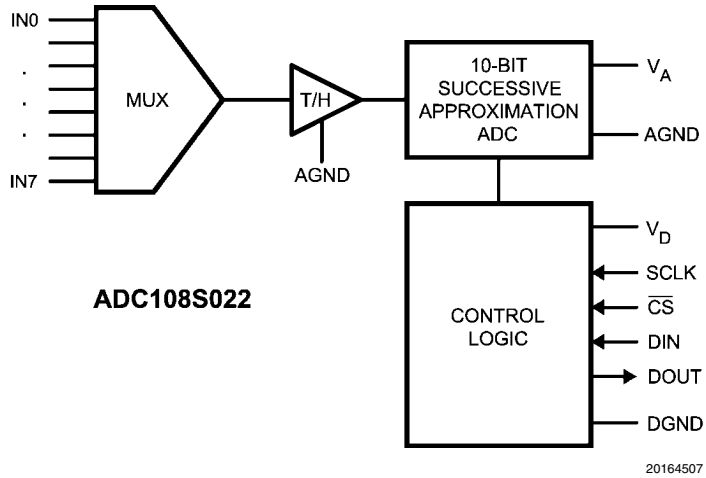 IN0
.
.
.
IN7
MUX
T/H
AGND
10-BIT
SUCCESSIVE
APPROXIMATION
ADC
V_A
AGND
CONTROL
LOGIC
V_D
SCLK
C̅S̅
DIN
DOUT
DGND
ADC108S022
20164507